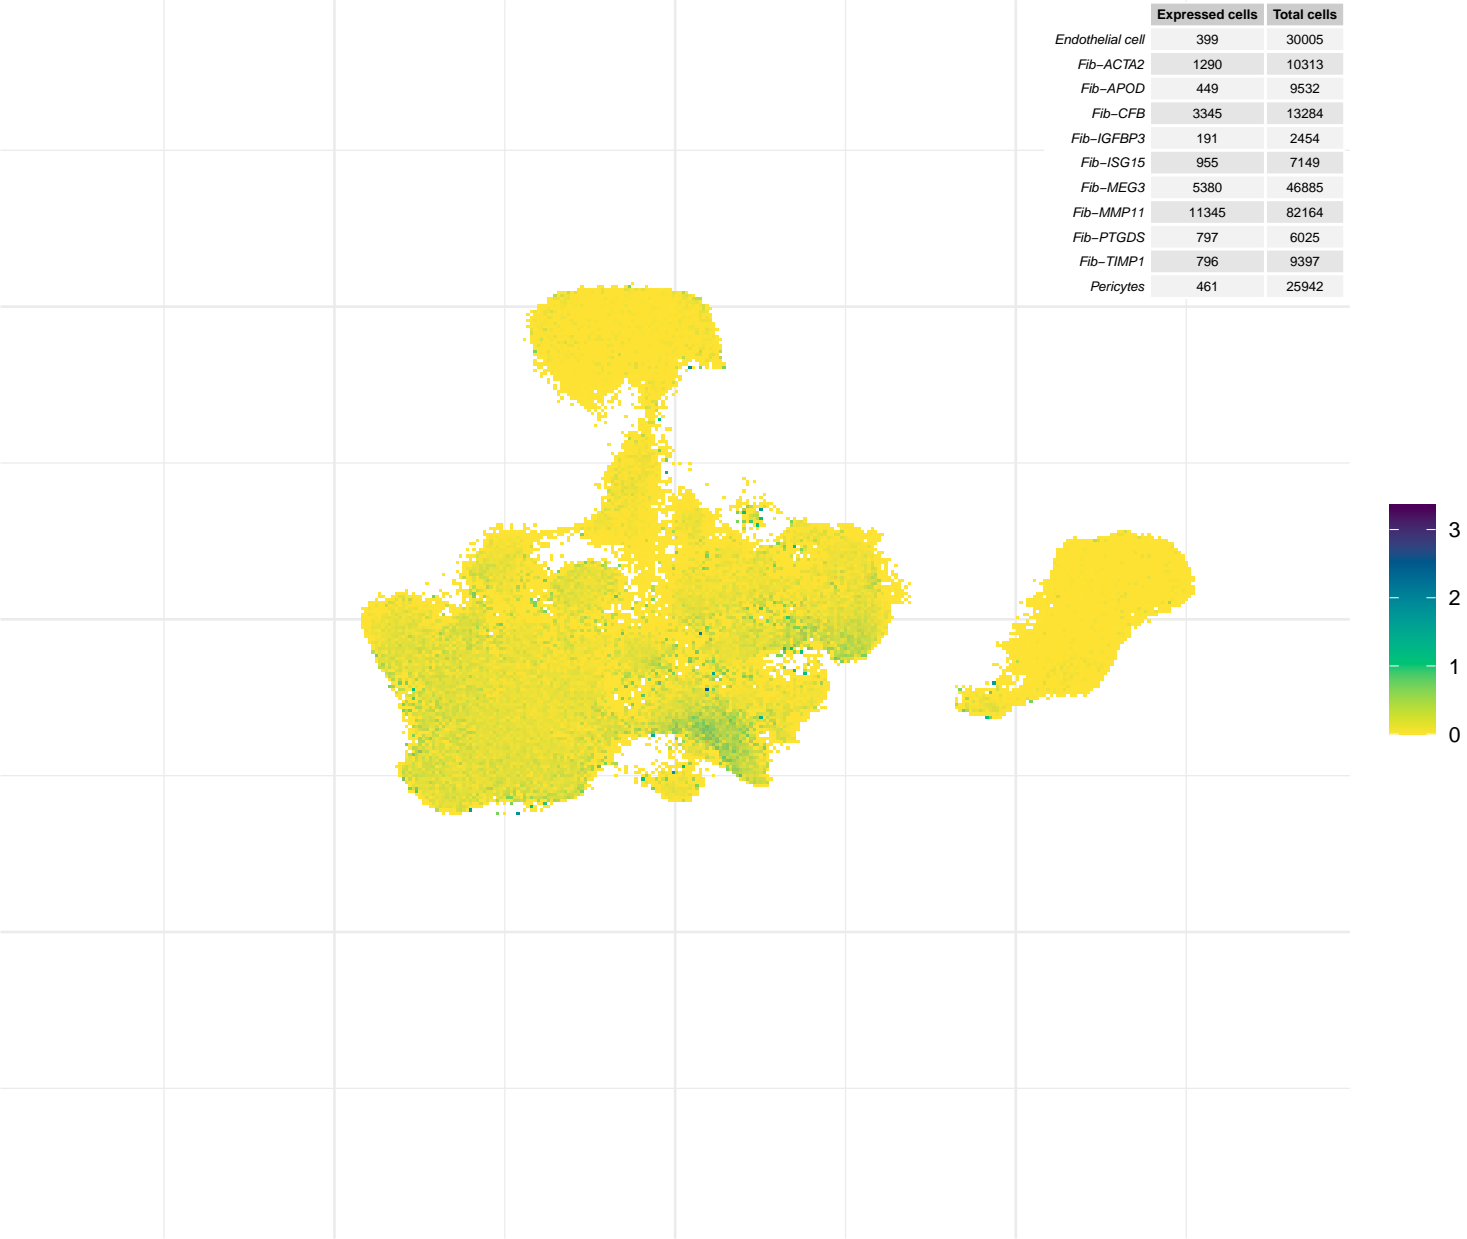 Expressed cells Total cells
Endothelial cell 399 30005
Fib−ACTA2 1290 10313
Fib−APOD 449 9532
Fib−CFB 3345 13284
Fib−IGFBP3 191 2454
Fib−ISG15 955 7149
Fib−MEG3 5380 46885
Fib−MMP11 11345 82164
Fib−PTGDS 797 6025
Fib−TIMP1 796 9397
Pericytes 461 25942
3
2
1
0